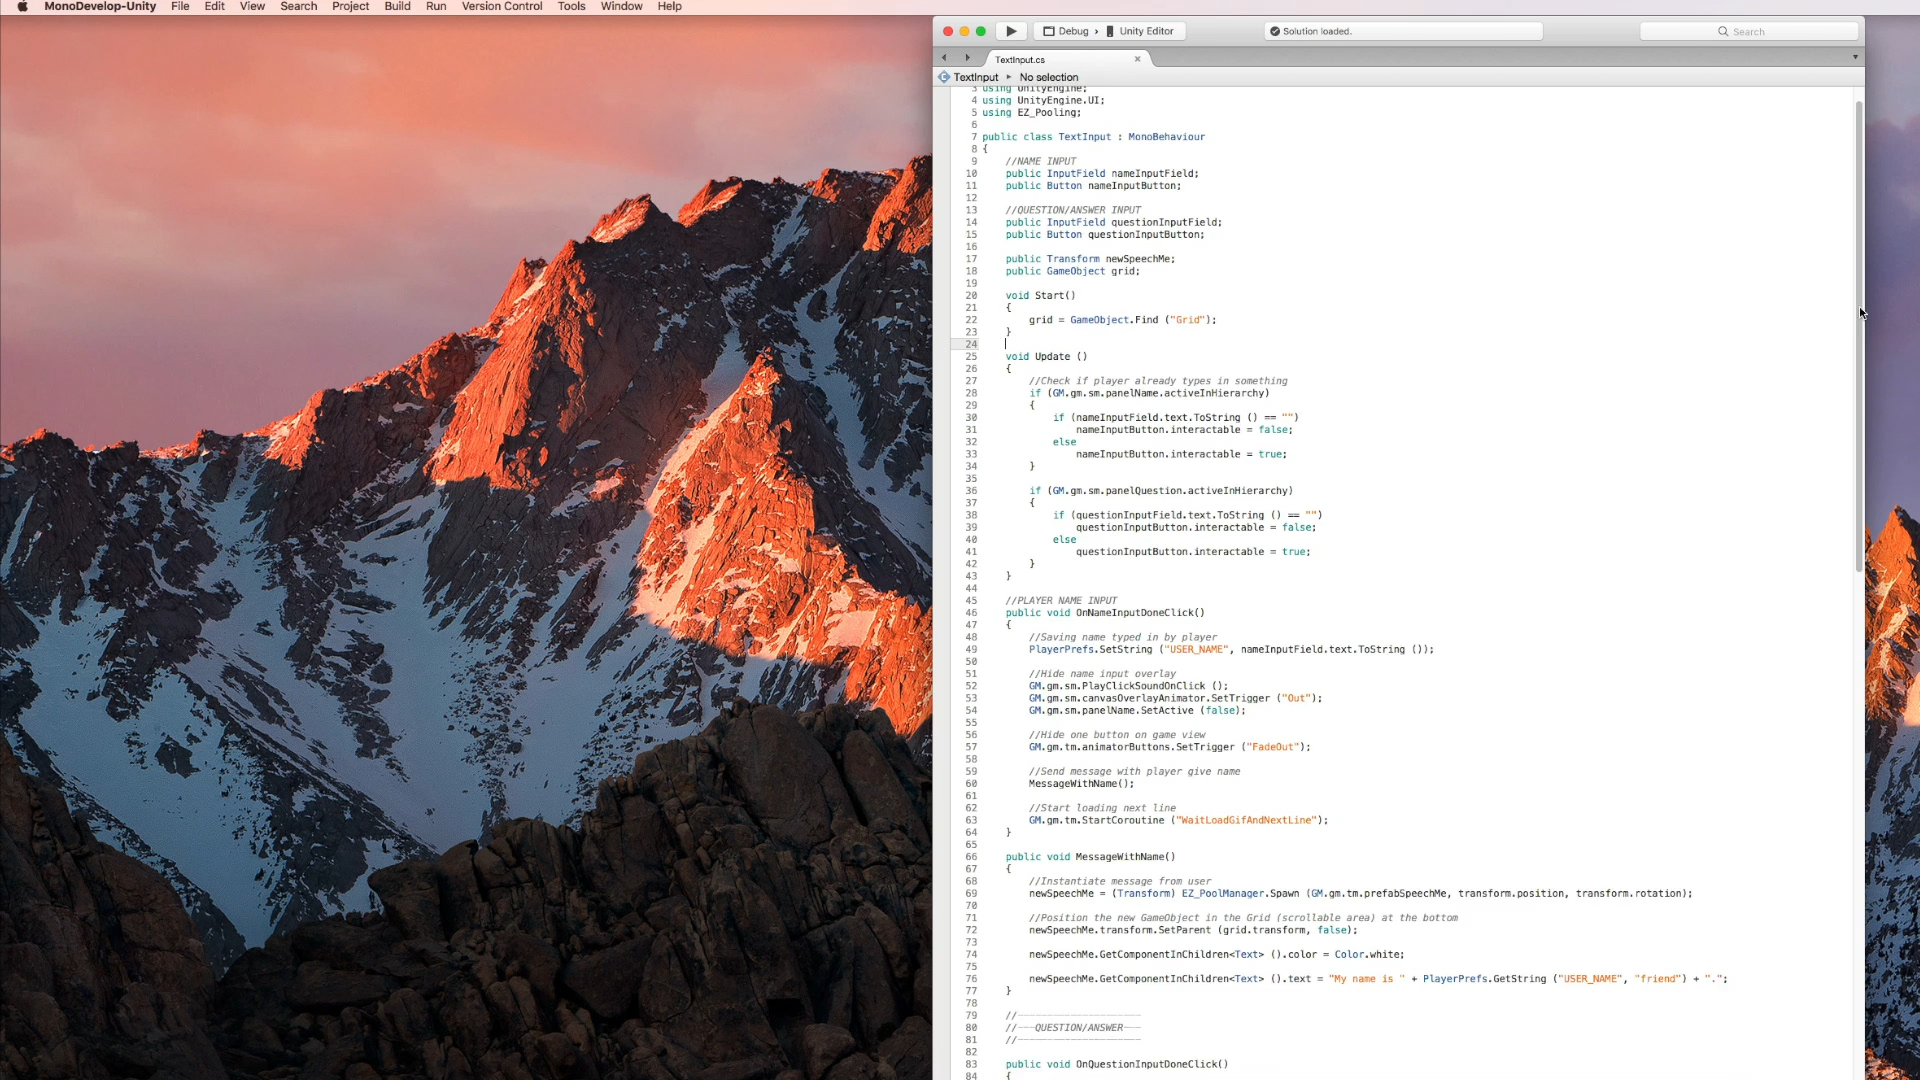 MonoDevelop-Unity File Edit View Search Project Build Run Version Control Tools Window Help
Debug › Unity Editor
Solution loaded.
Search
TextInput.cs
TextInput ▸ No selection
3 using UnityEngine;
4 using UnityEngine.UI;
5 using EZ_Pooling;
6
7 public class TextInput : MonoBehaviour
8 {
9 //NAME INPUT
10 public InputField nameInputField;
11 public Button nameInputButton;
12
13 //QUESTION/ANSWER INPUT
14 public InputField questionInputField;
15 public Button questionInputButton;
16
17 public Transform newSpeechMe;
18 public GameObject grid;
19
20 void Start()
21 {
22 grid = GameObject.Find ("Grid");
23 }
24
25 void Update ()
26 {
27 //Check if player already types in something
28 if (GM.gm.sm.panelName.activeInHierarchy)
29 {
30 if (nameInputField.text.ToString () == "")
31 nameInputButton.interactable = false;
32 else
33 nameInputButton.interactable = true;
34 }
35
36 if (GM.gm.sm.panelQuestion.activeInHierarchy)
37 {
38 if (questionInputField.text.ToString () == "")
39 questionInputButton.interactable = false;
40 else
41 questionInputButton.interactable = true;
42 }
43 }
44
45 //PLAYER NAME INPUT
46 public void OnNameInputDoneClick()
47 {
48 //Saving name typed in by player
49 PlayerPrefs.SetString ("USER_NAME", nameInputField.text.ToString ());
50
51 //Hide name input overlay
52 GM.gm.sm.PlayClickSoundOnClick ();
53 GM.gm.sm.canvasOverlayAnimator.SetTrigger ("Out");
54 GM.gm.sm.panelName.SetActive (false);
55
56 //Hide one button on game view
57 GM.gm.tm.animatorButtons.SetTrigger ("FadeOut");
58
59 //Send message with player give name
60 MessageWithName();
61
62 //Start loading next line
63 GM.gm.tm.StartCoroutine ("WaitLoadGifAndNextLine");
64 }
65
66 public void MessageWithName()
67 {
68 //Instantiate message from user
69 newSpeechMe = (Transform) EZ_PoolManager.Spawn (GM.gm.tm.prefabSpeechMe, transform.position, transform.rotation);
70
71 //Position the new GameObject in the Grid (scrollable area) at the bottom
72 newSpeechMe.transform.SetParent (grid.transform, false);
73
74 newSpeechMe.GetComponentInChildren<Text> ().color = Color.white;
75
76 newSpeechMe.GetComponentInChildren<Text> ().text = "My name is " + PlayerPrefs.GetString ("USER_NAME", "friend") + ".";
77 }
78
79 //---------------------
80 //---QUESTION/ANSWER---
81 //---------------------
82
83 public void OnQuestionInputDoneClick()
84 {